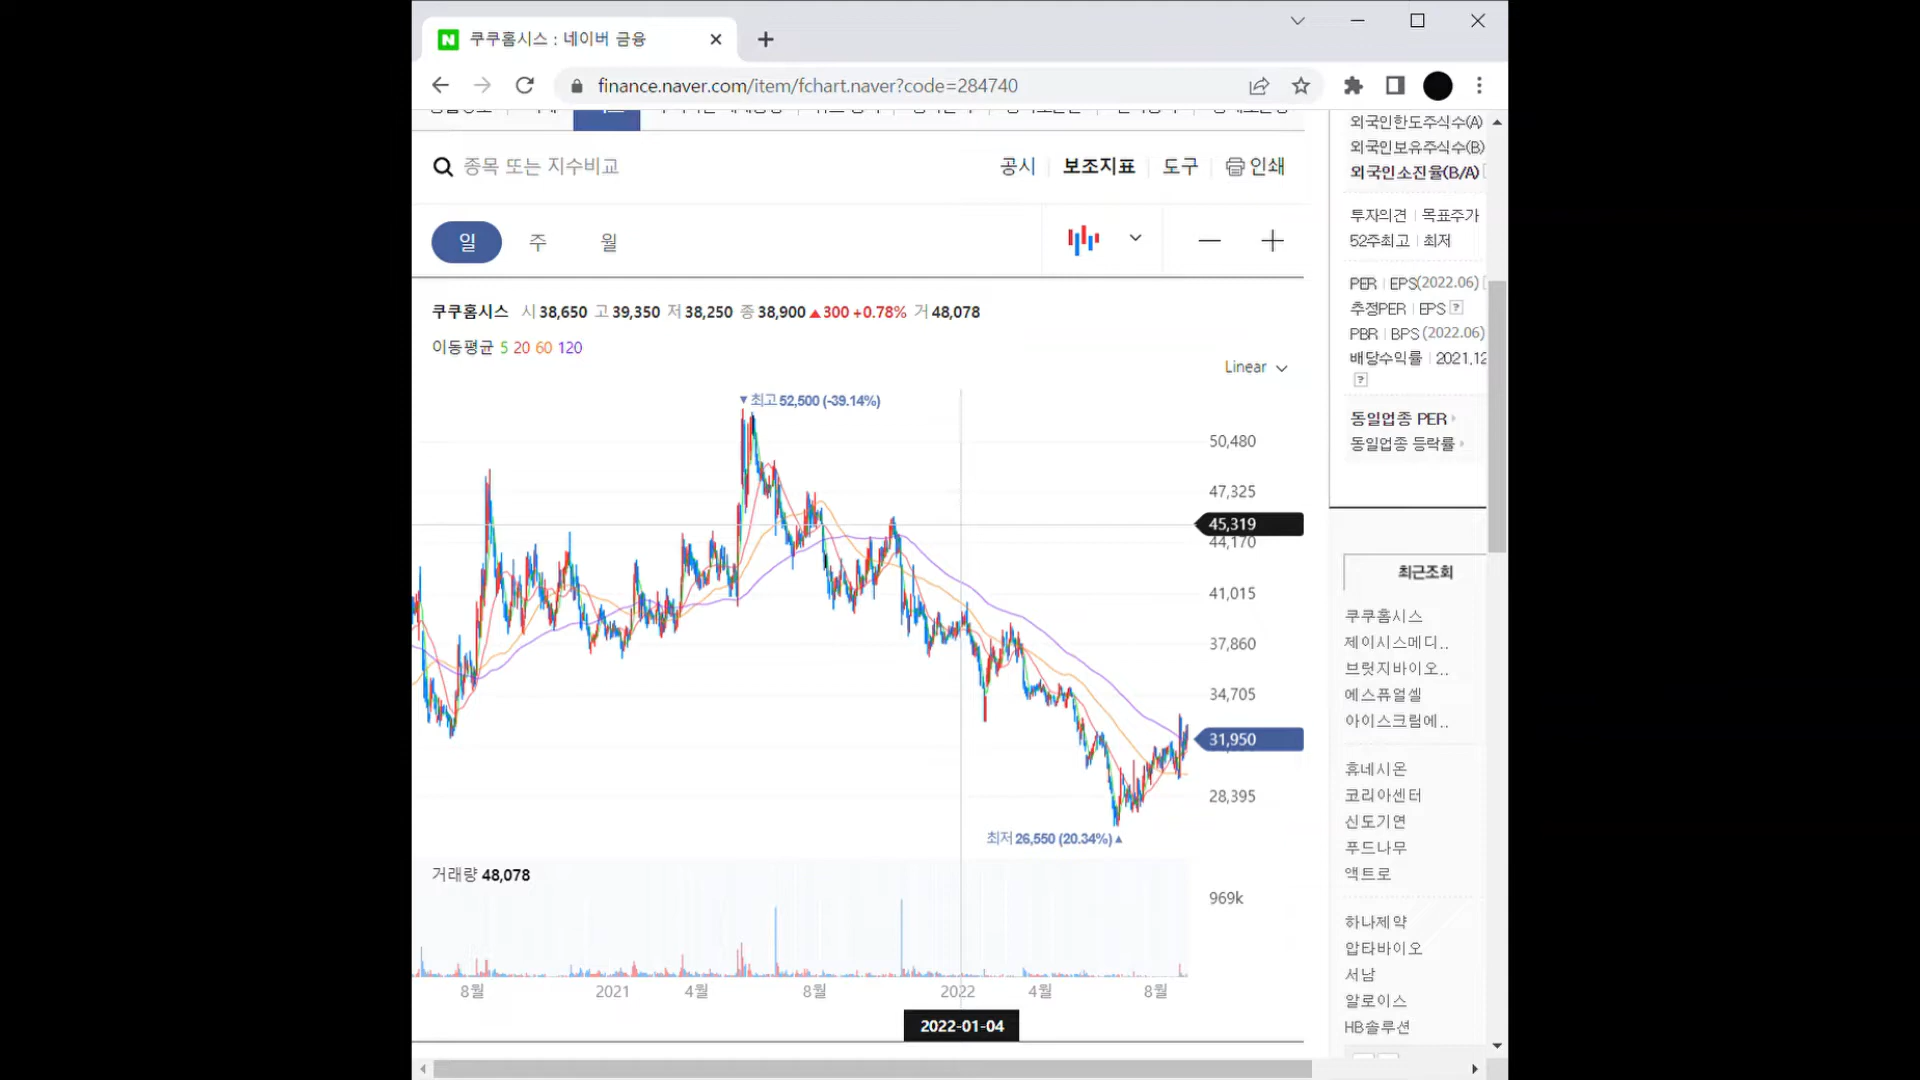 쿠쿠홈시스 : 네이버 금융
finance.naver.com/item/fchart.naver?code=284740
종목 또는 지수비교
공시 보조지표 도구 인쇄
일 주 월
쿠쿠홈시스 시 38,650 고 39,350 저 38,250 종 38,900 ▲300 +0.78% 거 48,078
이동평균 5 20 60 120
Linear
▼최고 52,500 (-39.14%)
50,480
47,325
45,319
44,170
41,015
37,860
34,705
31,950
28,395
최저 26,550 (20.34%)▲
거래량 48,078
969k
8월 2021 4월 8월 2022 4월 8월
2022-01-04
외국인한도주식수(A)
외국인보유주식수(B)
외국인소진율(B/A)
투자의견 | 목표주가
52주최고 | 최저
PER | EPS(2022.06)
추정PER | EPS ?
PBR | BPS (2022.06)
배당수익률 | 2021.12
?
동일업종 PER
동일업종 등락률
최근조회
쿠쿠홈시스
제이시스메디..
브릿지바이오..
에스퓨얼셀
아이스크림에..
휴네시온
코리아센터
신도기연
푸드나무
액트로
하나제약
압타바이오
서남
알로이스
HB솔루션